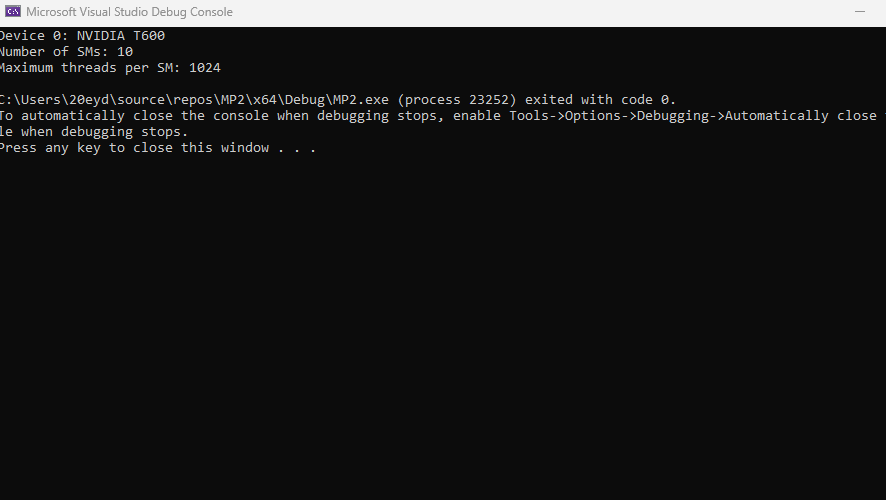 Microsoft Visual Studio Debug Console
Device 0: NVIDIA T600
Number of SMs: 10
Maximum threads per SM: 1024
C:\Users\20eyd\source\repos\MP2\x64\Debug\MP2.exe (process 23252) exited with code 0.
To automatically close the console when debugging stops, enable Tools->Options->Debugging->Automatically close
le when debugging stops.
Press any key to close this window . . .